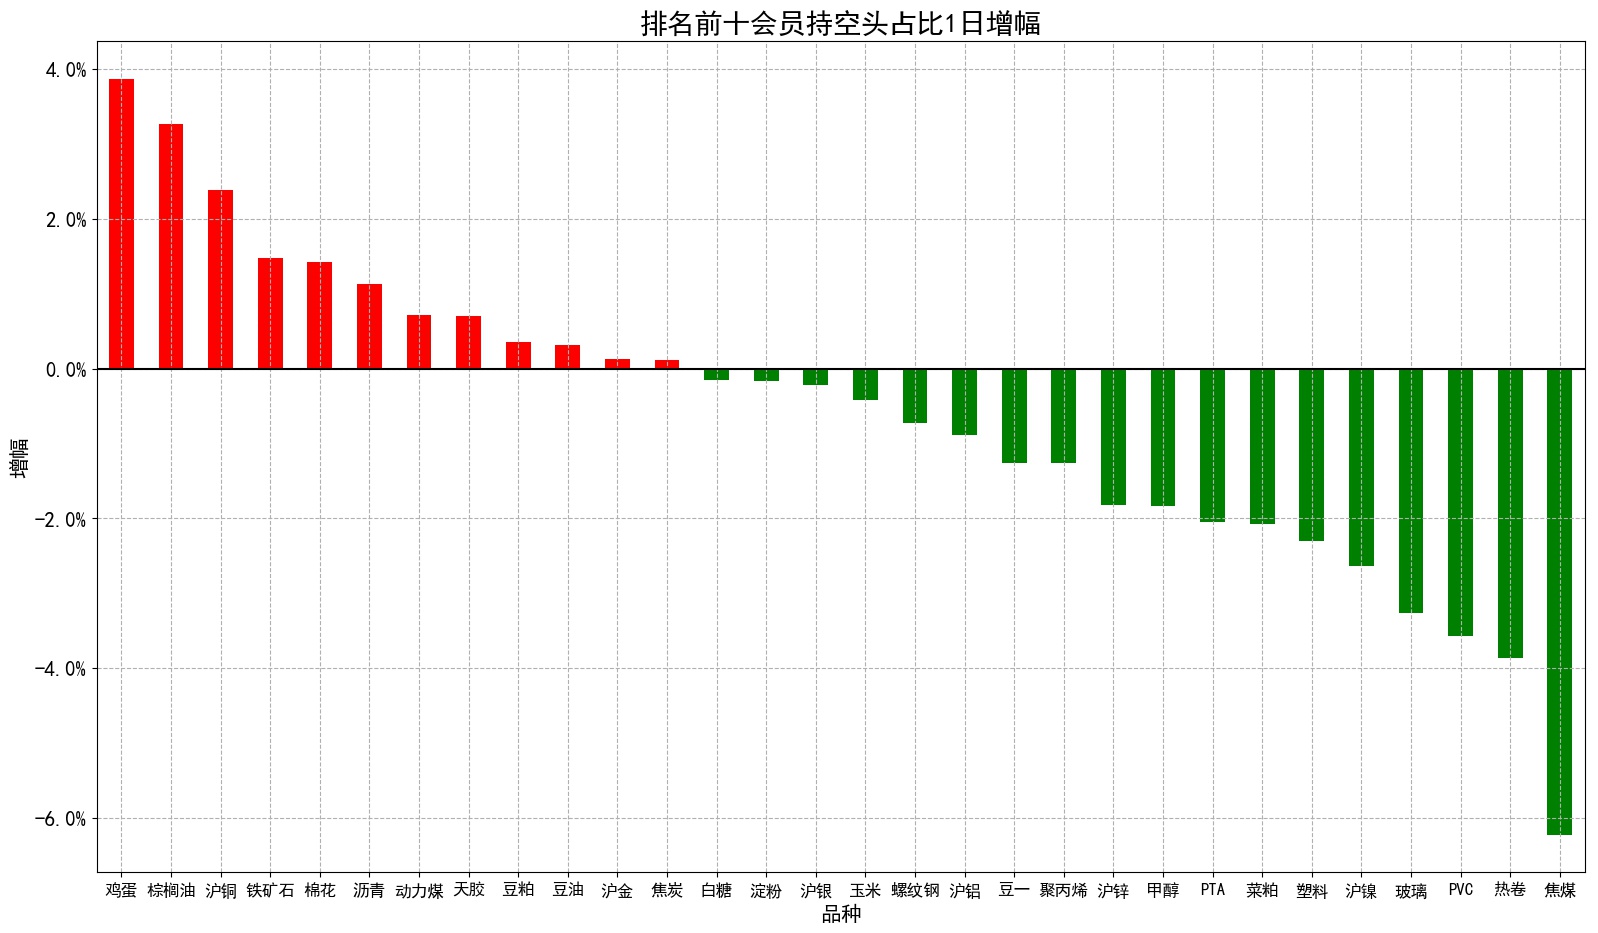 排名前十会员持空头占比1日增幅
4.0%
2.0%
0.0%
-2.0%
-4.0%
-6.0%
增幅
鸡蛋 棕榈油 沪铜 铁矿石 棉花 沥青 动力煤 天胶 豆粕 豆油 沪金 焦炭 白糖 淀粉 沪银 玉米 螺纹钢 沪铝 豆一 聚丙烯 沪锌 甲醇 PTA 菜粕 塑料 沪镍 玻璃 PVC 热卷 焦煤
品种